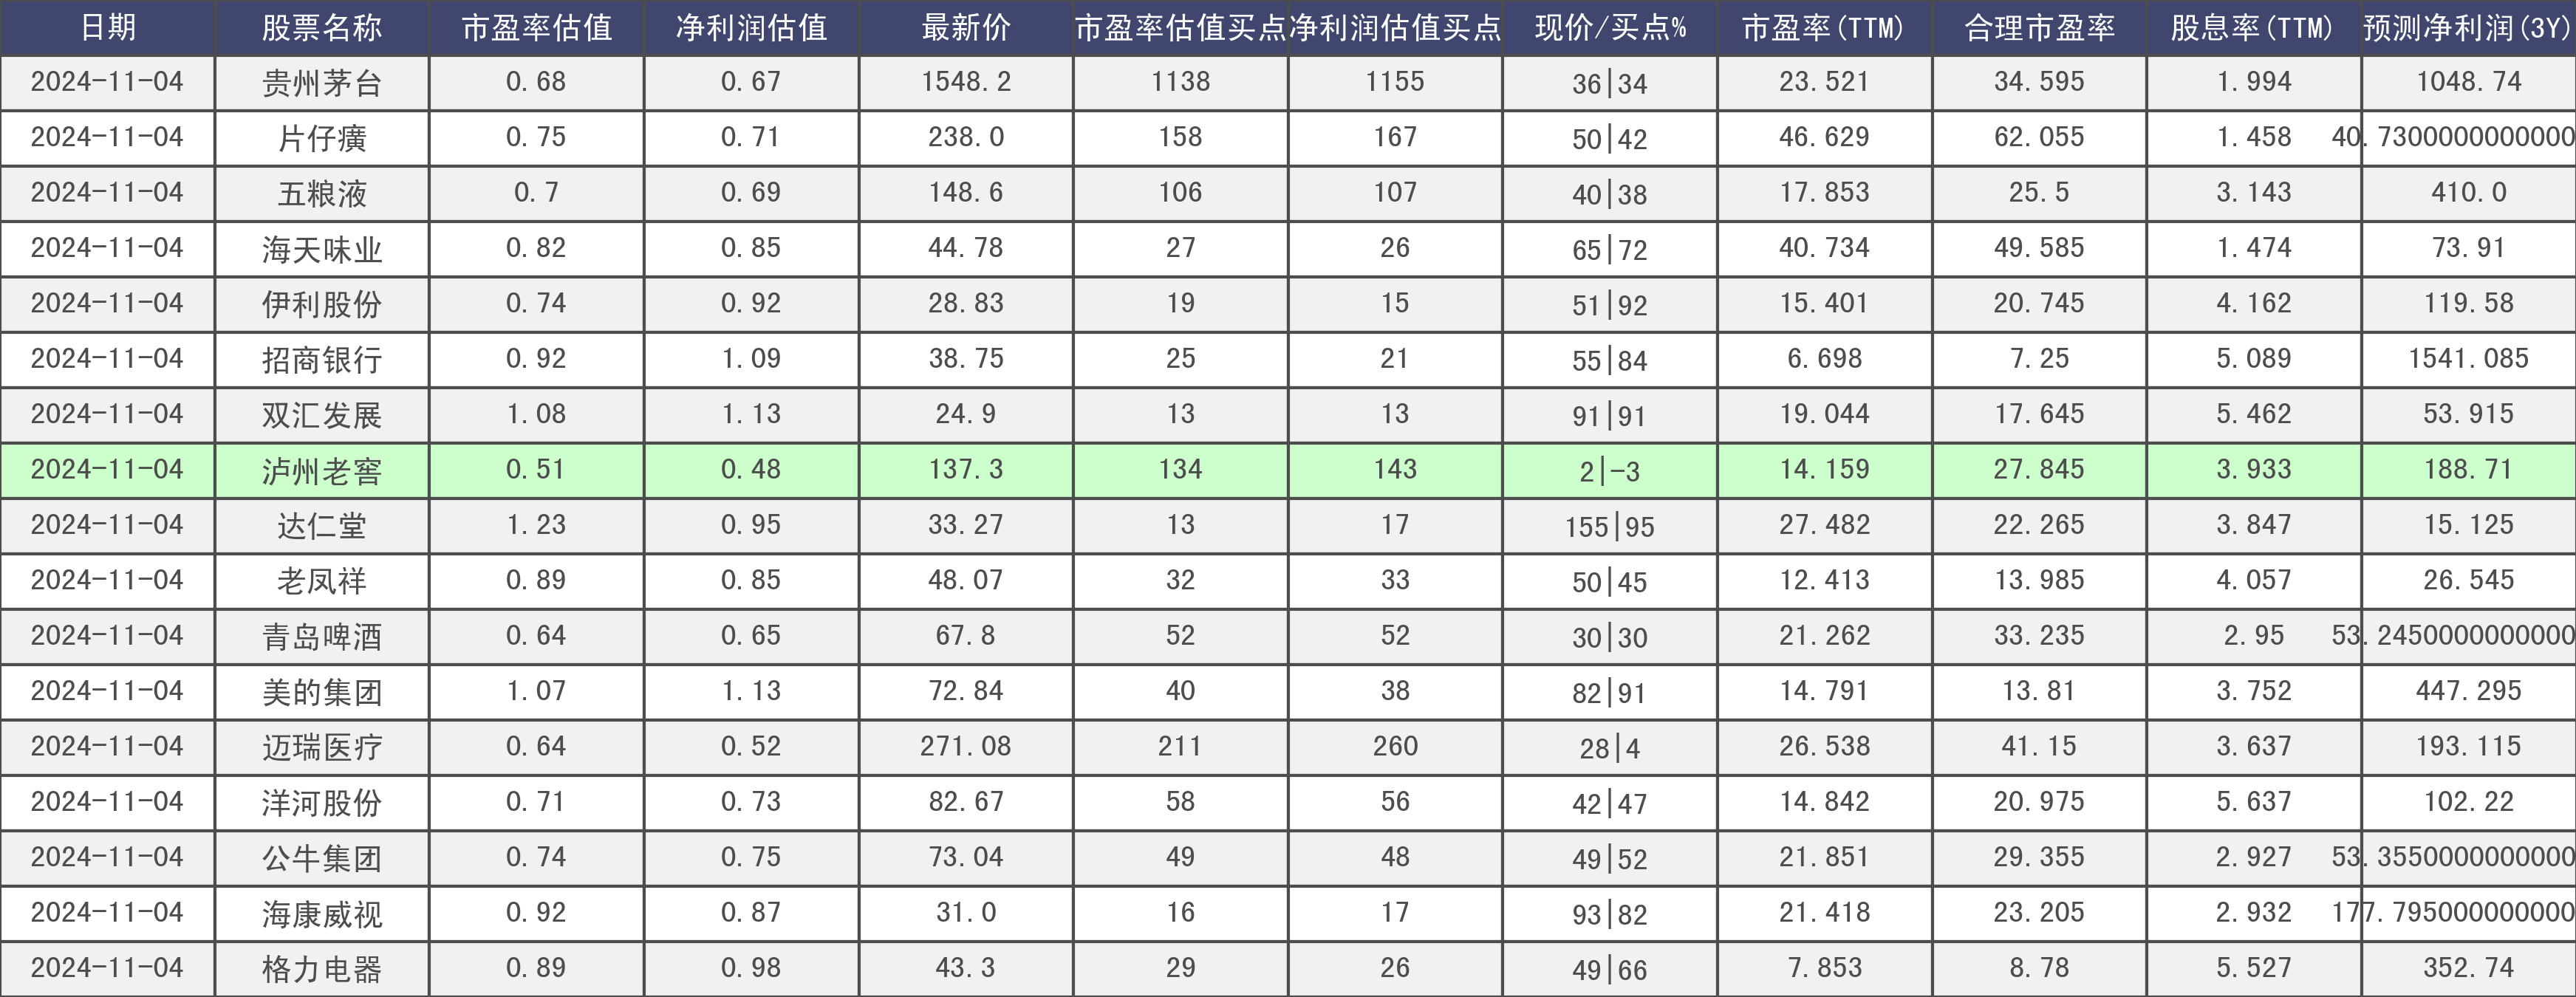 日期 股票名称 市盈率估值 净利润估值 最新价 市盈率估值买点 净利润估值买点 现价/买点% 市盈率(TTM) 合理市盈率 股息率(TTM) 预测净利润(3Y)
2024-11-04 贵州茅台 0.68 0.67 1548.2 1138 1155 36|34 23.521 34.595 1.994 1048.74
2024-11-04 片仔癀 0.75 0.71 238.0 158 167 50|42 46.629 62.055 1.458 40.7300000000000
2024-11-04 五粮液 0.7 0.69 148.6 106 107 40|38 17.853 25.5 3.143 410.0
2024-11-04 海天味业 0.82 0.85 44.78 27 26 65|72 40.734 49.585 1.474 73.91
2024-11-04 伊利股份 0.74 0.92 28.83 19 15 51|92 15.401 20.745 4.162 119.58
2024-11-04 招商银行 0.92 1.09 38.75 25 21 55|84 6.698 7.25 5.089 1541.085
2024-11-04 双汇发展 1.08 1.13 24.9 13 13 91|91 19.044 17.645 5.462 53.915
2024-11-04 泸州老窖 0.51 0.48 137.3 134 143 2|-3 14.159 27.845 3.933 188.71
2024-11-04 达仁堂 1.23 0.95 33.27 13 17 155|95 27.482 22.265 3.847 15.125
2024-11-04 老凤祥 0.89 0.85 48.07 32 33 50|45 12.413 13.985 4.057 26.545
2024-11-04 青岛啤酒 0.64 0.65 67.8 52 52 30|30 21.262 33.235 2.95 53.2450000000000
2024-11-04 美的集团 1.07 1.13 72.84 40 38 82|91 14.791 13.81 3.752 447.295
2024-11-04 迈瑞医疗 0.64 0.52 271.08 211 260 28|4 26.538 41.15 3.637 193.115
2024-11-04 洋河股份 0.71 0.73 82.67 58 56 42|47 14.842 20.975 5.637 102.22
2024-11-04 公牛集团 0.74 0.75 73.04 49 48 49|52 21.851 29.355 2.927 53.3550000000000
2024-11-04 海康威视 0.92 0.87 31.0 16 17 93|82 21.418 23.205 2.932 177.795000000000
2024-11-04 格力电器 0.89 0.98 43.3 29 26 49|66 7.853 8.78 5.527 352.74